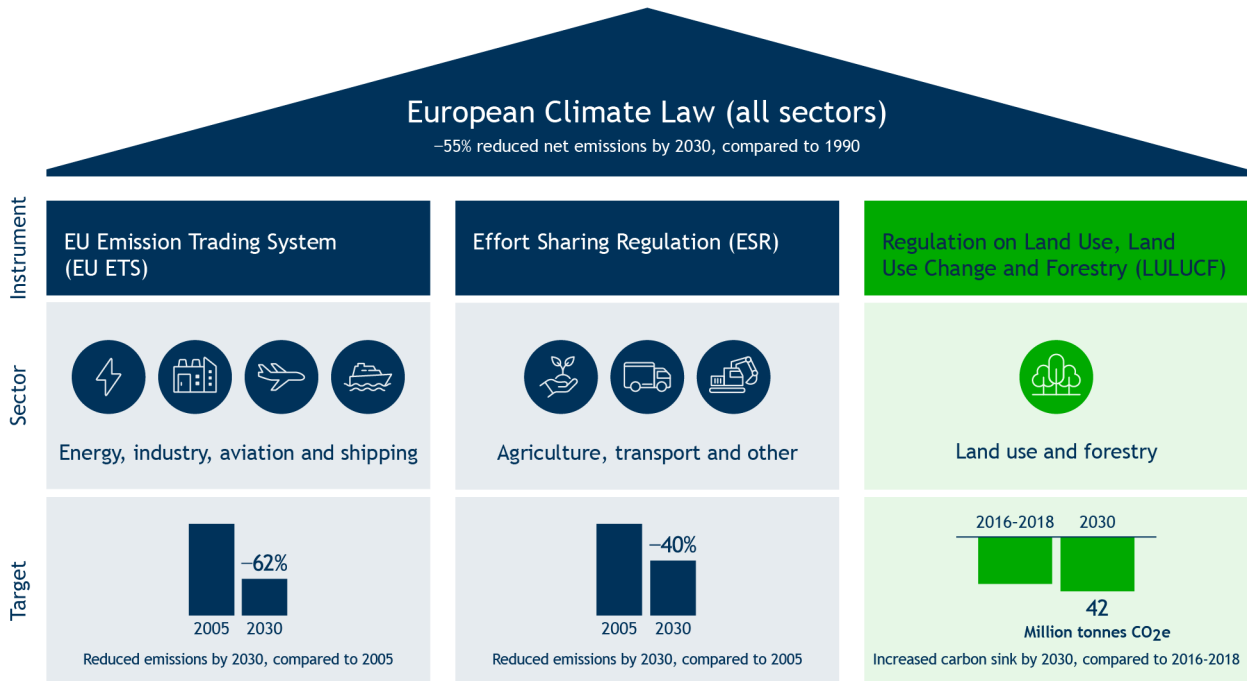 European Climate Law (all sectors)
−55% reduced net emissions by 2030, compared to 1990
Instrument
EU Emission Trading System
(EU ETS)
Effort Sharing Regulation (ESR)
Regulation on Land Use, Land
Use Change and Forestry (LULUCF)
Sector
Energy, industry, aviation and shipping
Agriculture, transport and other
Land use and forestry
Target
−62%
2005 2030
Reduced emissions by 2030, compared to 2005
−40%
2005 2030
Reduced emissions by 2030, compared to 2005
2016-2018 2030
42
Million tonnes CO₂e
Increased carbon sink by 2030, compared to 2016-2018